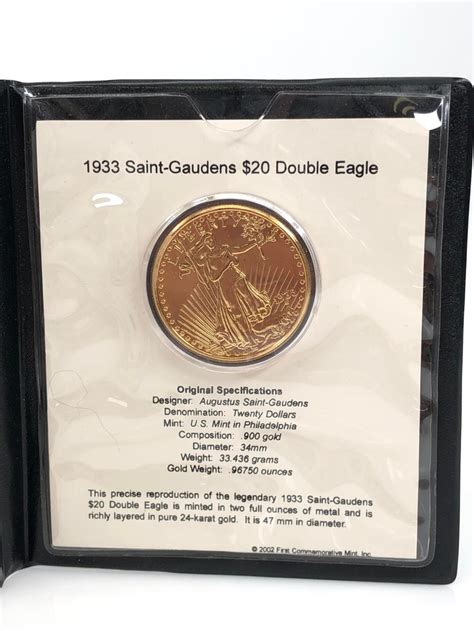 1933 Saint-Gaudens $20 Double Eagle
LIBERTY
Original Specifications
Designer: Augustus Saint-Gaudens
Denomination: Twenty Dollars
Mint: U.S. Mint in Philadelphia
Composition: .900 gold
Diameter: 34mm
Weight: 33.436 grams
Gold Weight: .96750 ounces
This precise reproduction of the legendary 1933 Saint-Gaudens
$20 Double Eagle is minted in two full ounces of metal and is
richly layered in pure 24-karat gold. It is 47 mm in diameter.
© 2002 First Commemorative Mint, Inc.